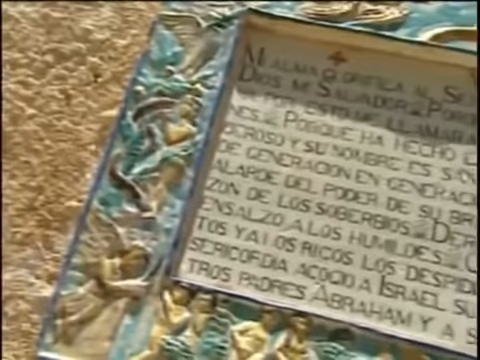 MI ALMA GLORIFICA AL SE
DIOS MI SALVADOR PORQ
POR ESTO ME LLAMARA
NES PORQUE HA HECHO E
DEROSO Y SU NOMBRE ES SAN
DE GENERACION EN GENERACI
ALARDE DEL PODER DE SU BR
ZON DE LOS SOBERBIOS DERR
ENSALZO A LOS HUMILDES
TOS Y A LOS RICOS LOS DESPID
SERICORDIA ACOGIO A ISRAEL SU
TROS PADRES ABRAHAM Y A S